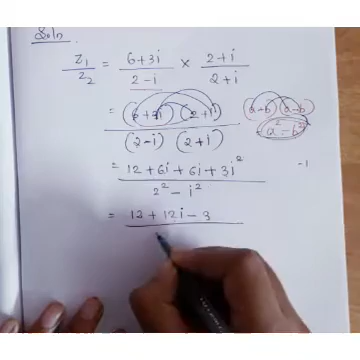 Soln
Z₁/Z₂ = (6+3i)/(2-i) × (2+i)/(2+i)
= (6+3i)(2+i)/(2-i)(2+i) (a+b)(a-b)
a²-b²
= (12+6i+6i+3i²)/(2²-i²) -1
= 12+12i-3